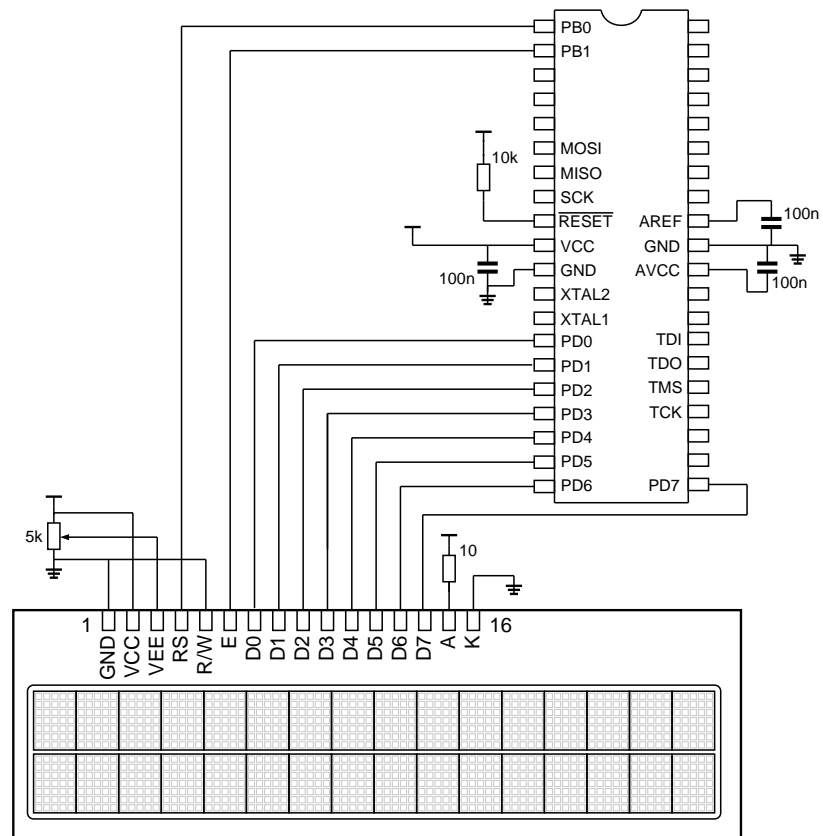 PB0
PB1
MOSI
10k
MISO
SCK
RESET AREF
100n
VCC GND
GND AVCC
100n 100n
XTAL2
XTAL1
PD0 TDI
PD1 TDO
PD2 TMS
PD3 TCK
PD4
PD5
PD6 PD7
5k
10
1 16
GND VCC VEE RS R/W E D0 D1 D2 D3 D4 D5 D6 D7 A K